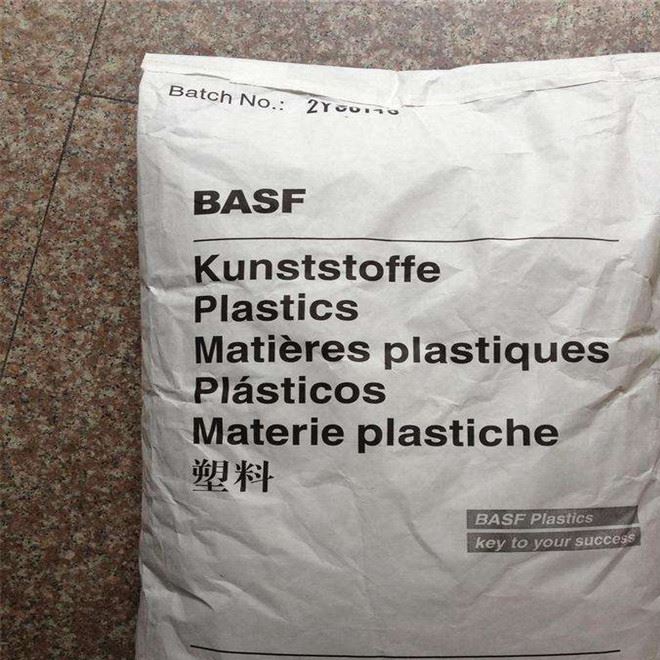 Batch No.:
BASF
Kunststoffe
Plastics
Matières plastiques
Plásticos
Materie plastiche
塑料
BASF Plastics
key to your success